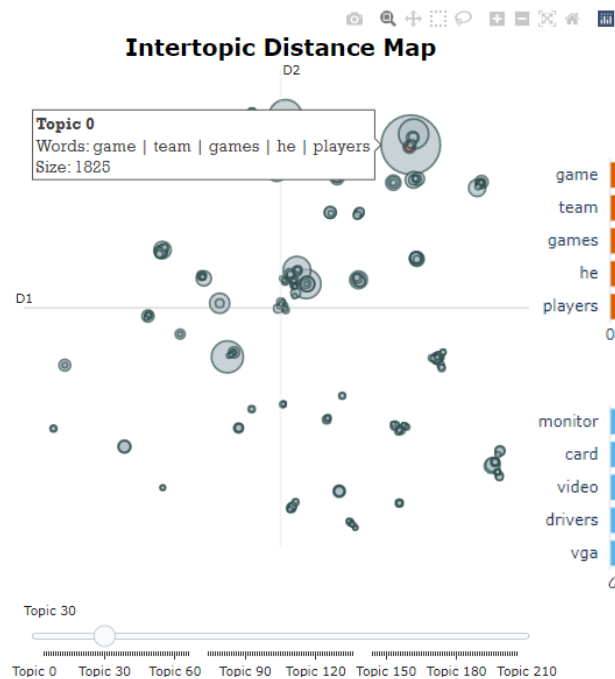 Intertopic Distance Map
D2
Topic 0
Words: game | team | games | he | players
Size: 1825
game
team
games
he
players
D1
0
monitor
card
video
drivers
vga
Topic 30
Topic 0 Topic 30 Topic 60 Topic 90 Topic 120 Topic 150 Topic 180 Topic 210